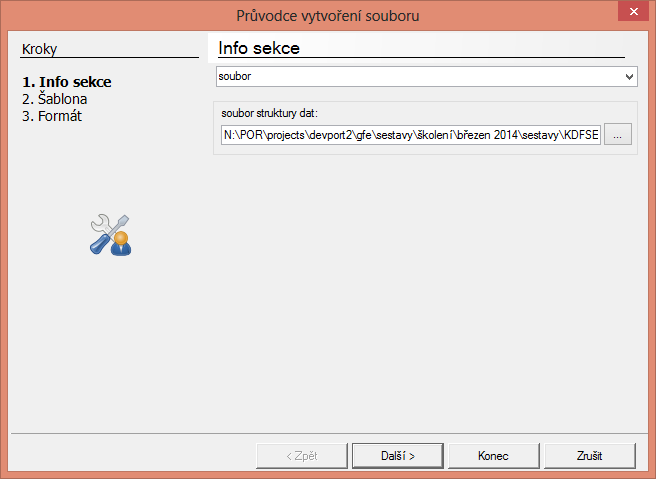 Průvodce vytvoření souboru
Kroky
1. Info sekce
2. Šablona
3. Formát
Info sekce
soubor
soubor struktury dat:
N:\POR\projects\devport2\gfe\sestavy\školení\březen 2014\sestavy\KDFSE
...
< Zpět
Další >
Konec
Zrušit